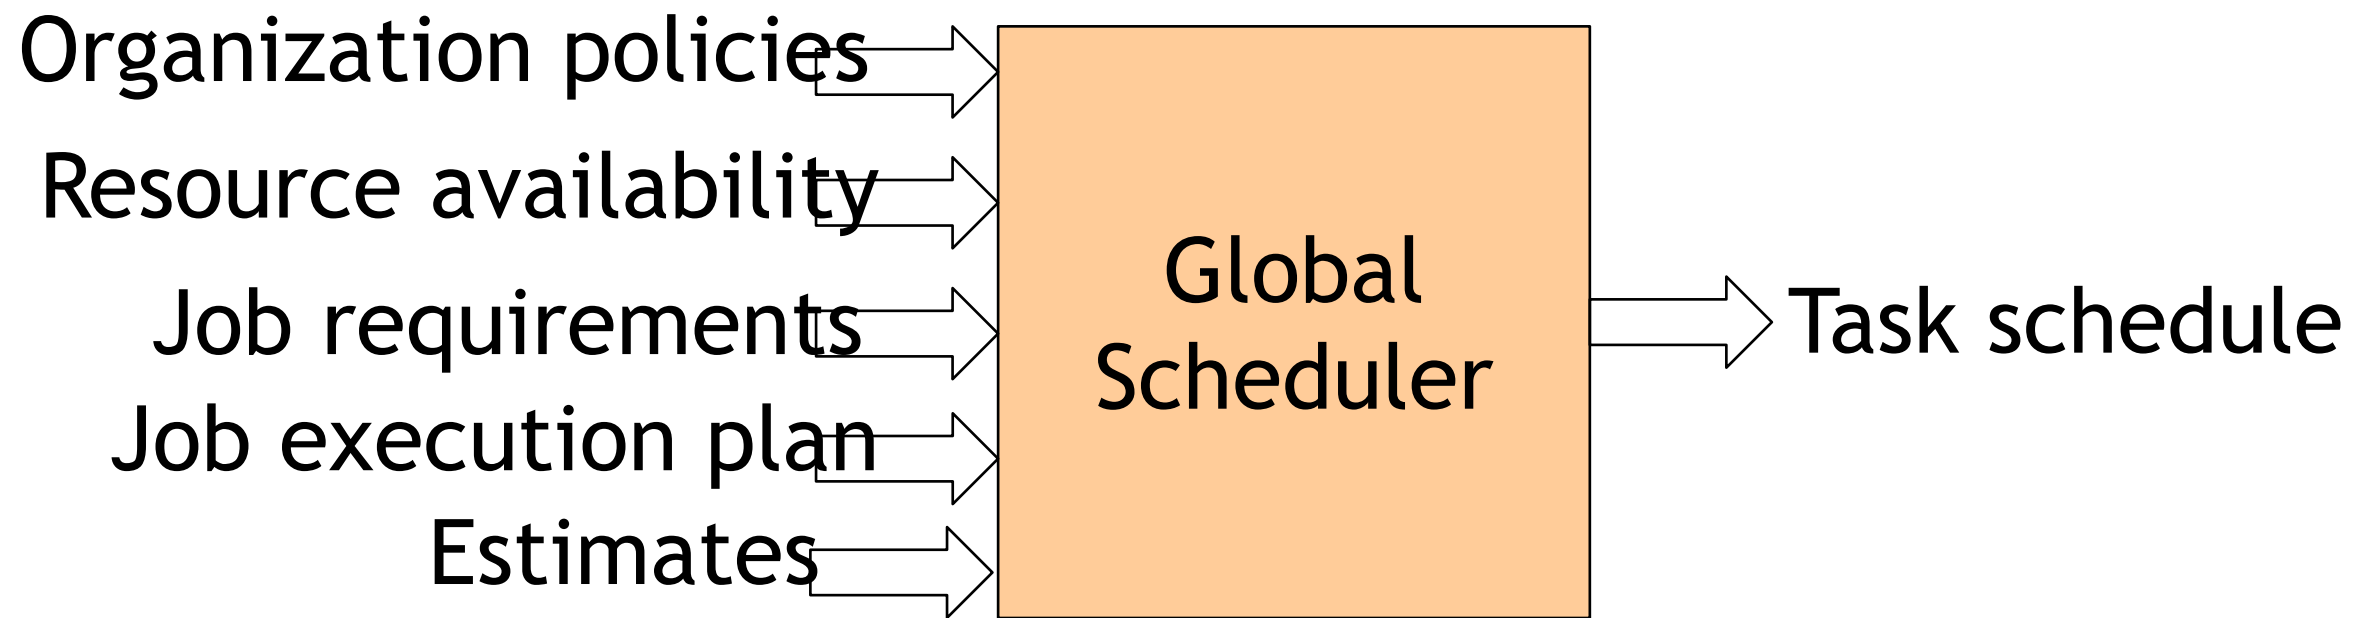 Organization policies
Resource availability
Job requirements
Job execution plan
Estimates
Global
Scheduler
Task schedule